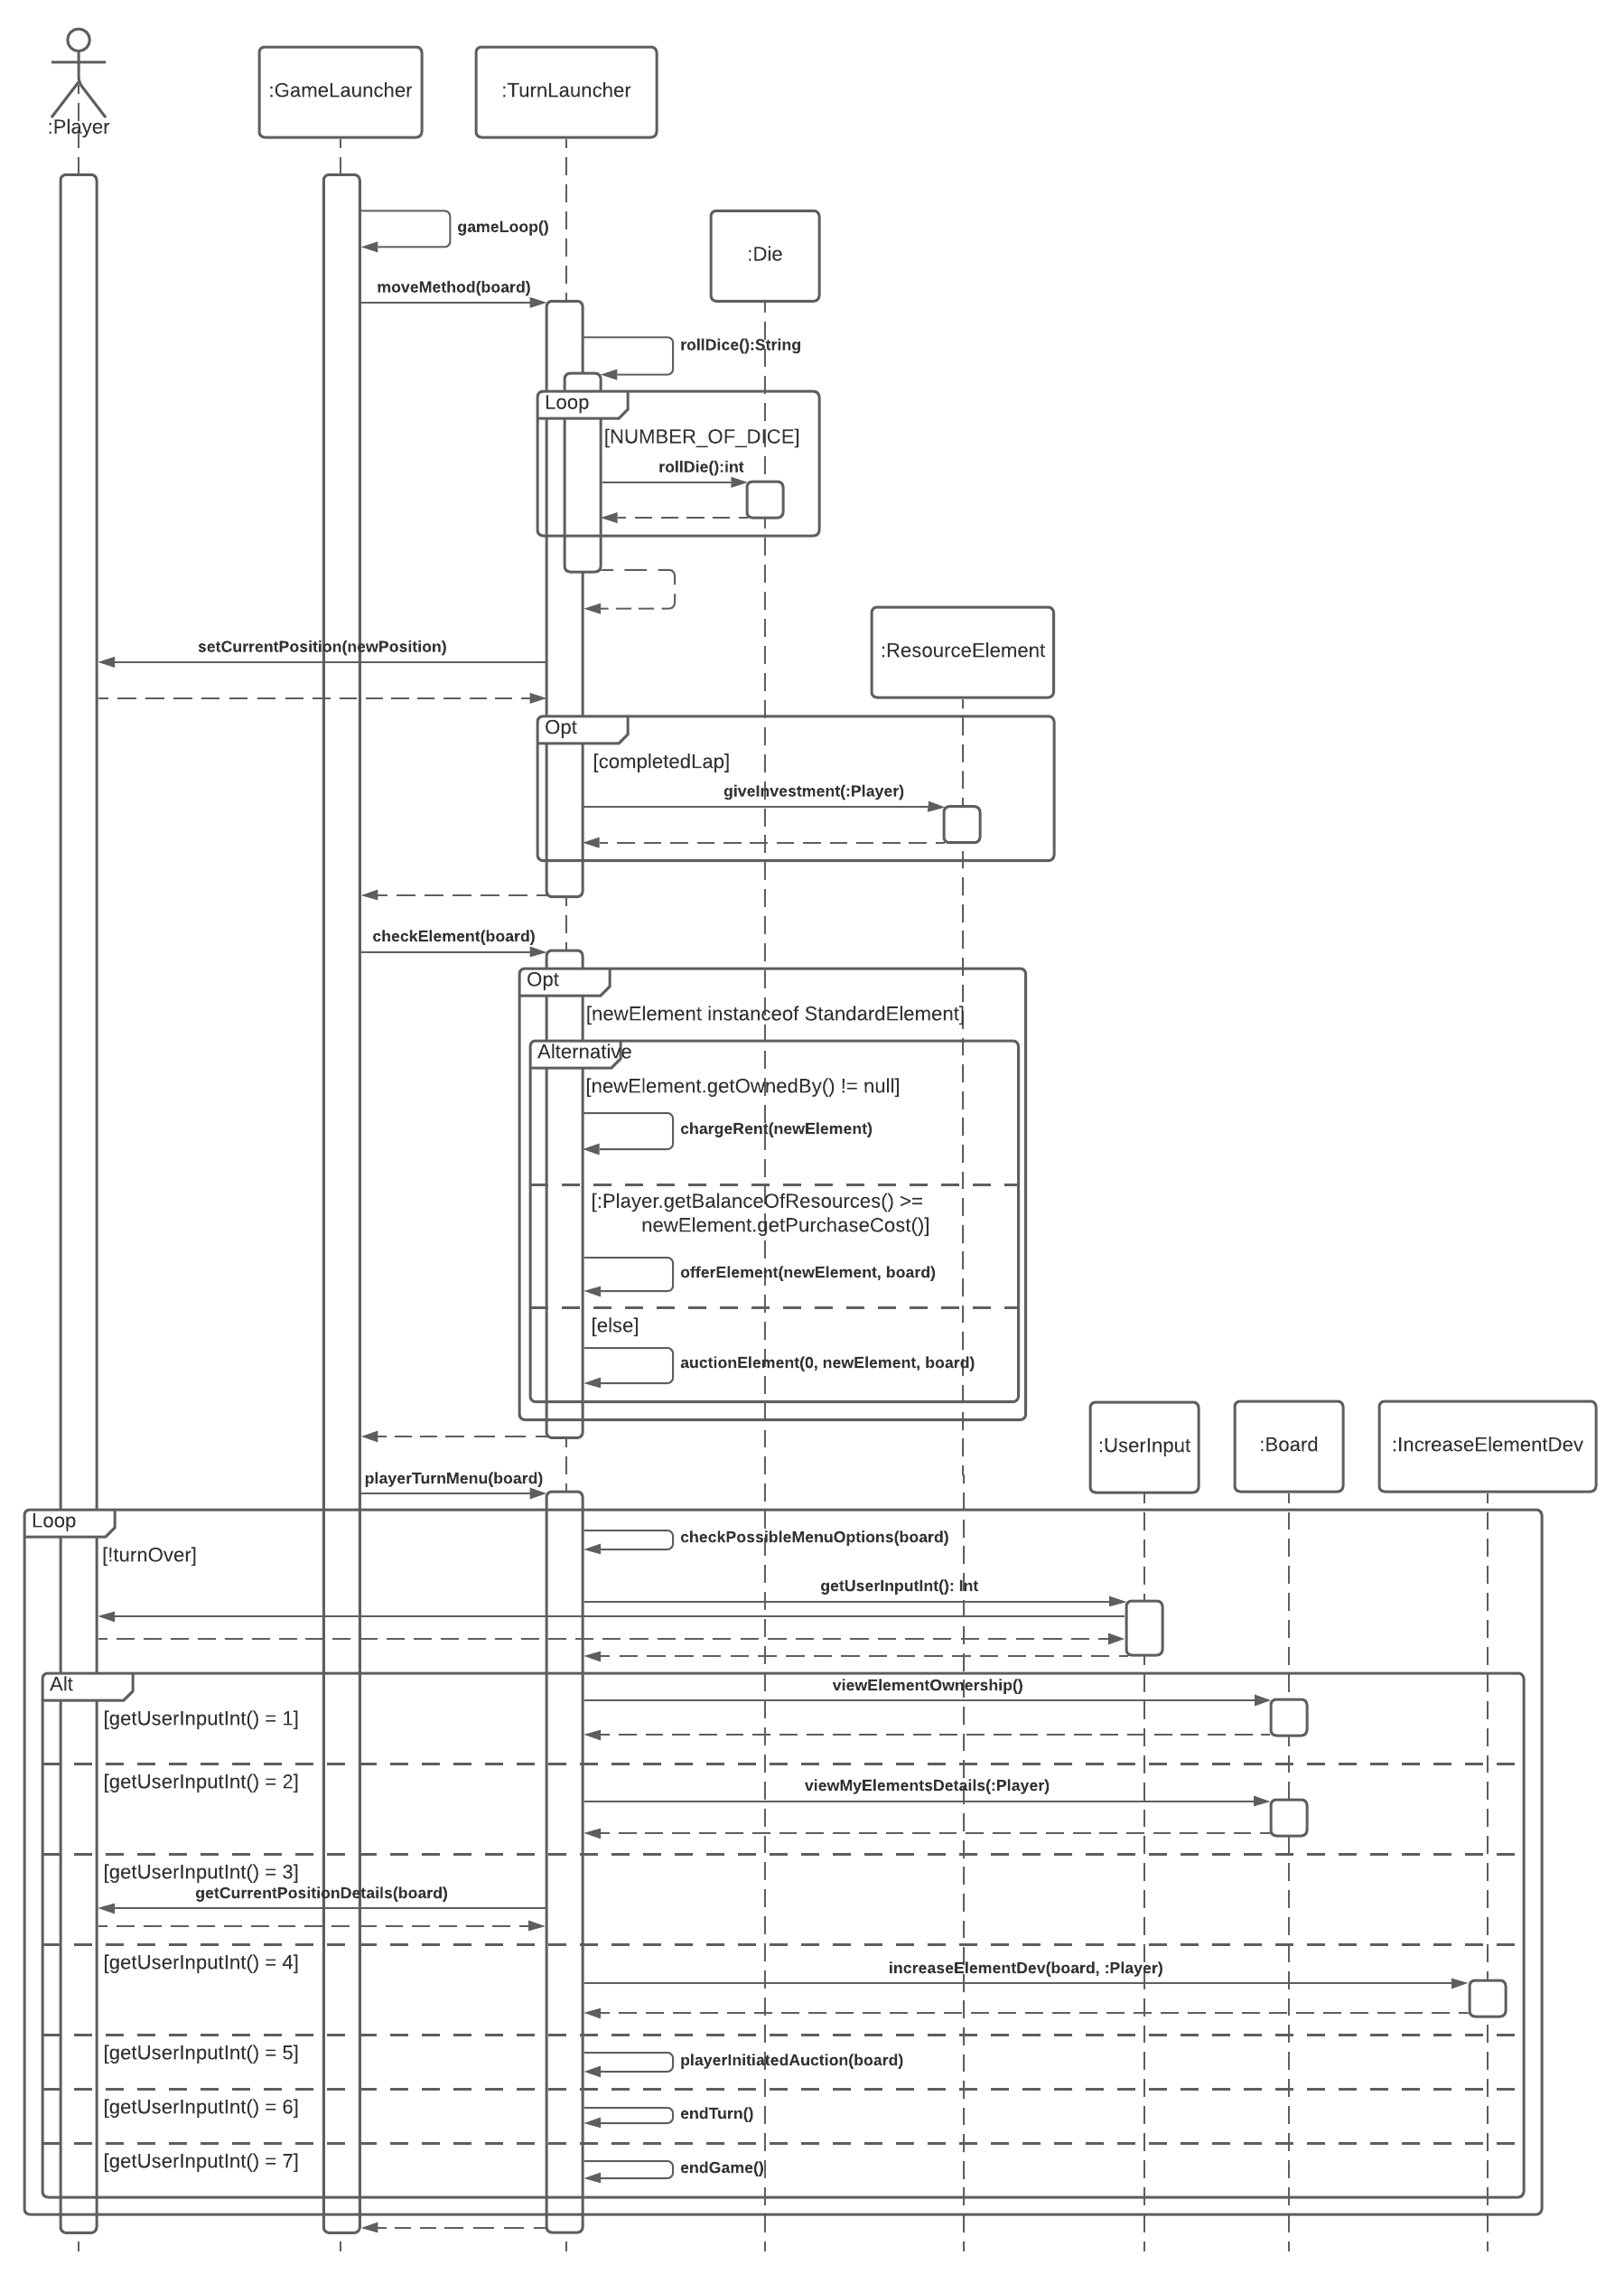 :Player
:GameLauncher
:TurnLauncher
gameLoop()
:Die
moveMethod(board)
rollDice():String
Loop
[NUMBER_OF_DICE]
rollDie():int
setCurrentPosition(newPosition)
:ResourceElement
Opt
[completedLap]
giveInvestment(:Player)
checkElement(board)
Opt
[newElement instanceof StandardElement]
Alternative
[newElement.getOwnedBy() != null]
chargeRent(newElement)
[:Player.getBalanceOfResources() >=
newElement.getPurchaseCost()]
offerElement(newElement, board)
[else]
auctionElement(0, newElement, board)
:UserInput
:Board
:IncreaseElementDev
playerTurnMenu(board)
Loop
[!turnOver]
checkPossibleMenuOptions(board)
getUserInputInt(): Int
Alt
viewElementOwnership()
[getUserInputInt() = 1]
[getUserInputInt() = 2]
viewMyElementsDetails(:Player)
[getUserInputInt() = 3]
getCurrentPositionDetails(board)
[getUserInputInt() = 4]
increaseElementDev(board, :Player)
[getUserInputInt() = 5]
playerInitiatedAuction(board)
[getUserInputInt() = 6]
endTurn()
[getUserInputInt() = 7]
endGame()